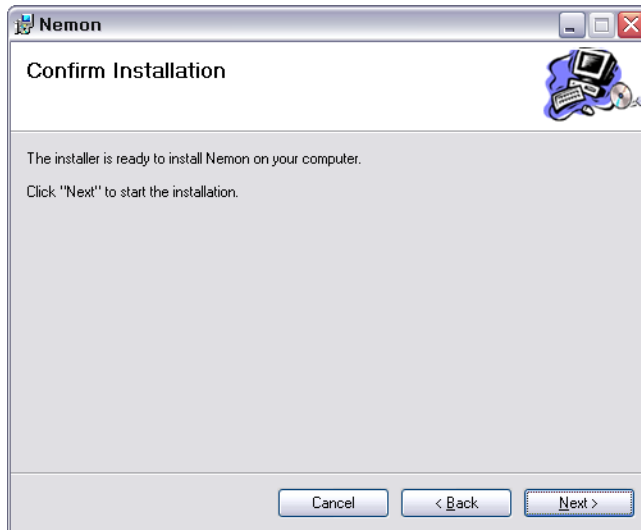 Nemon
Confirm Installation
The installer is ready to install Nemon on your computer.
Click "Next" to start the installation.
Cancel
< Back
Next >